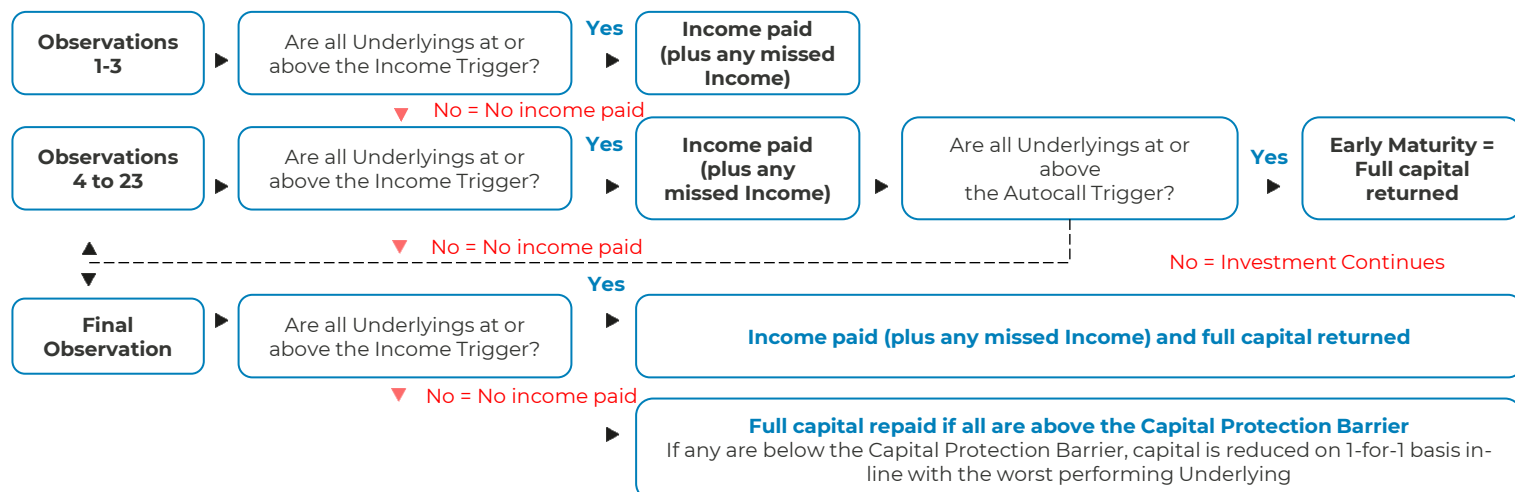 Observations
1-3
Are all Underlyings at or
above the Income Trigger?
Yes
Income paid
(plus any missed
Income)
No = No income paid
Observations
4 to 23
Are all Underlyings at or
above the Income Trigger?
Yes
Income paid
(plus any
missed Income)
Are all Underlyings at or
above
the Autocall Trigger?
Yes
Early Maturity =
Full capital
returned
No = No income paid
No = Investment Continues
Final
Observation
Are all Underlyings at or
above the Income Trigger?
Yes
Income paid (plus any missed Income) and full capital returned
No = No income paid
Full capital repaid if all are above the Capital Protection Barrier
If any are below the Capital Protection Barrier, capital is reduced on 1-for-1 basis in-
line with the worst performing Underlying